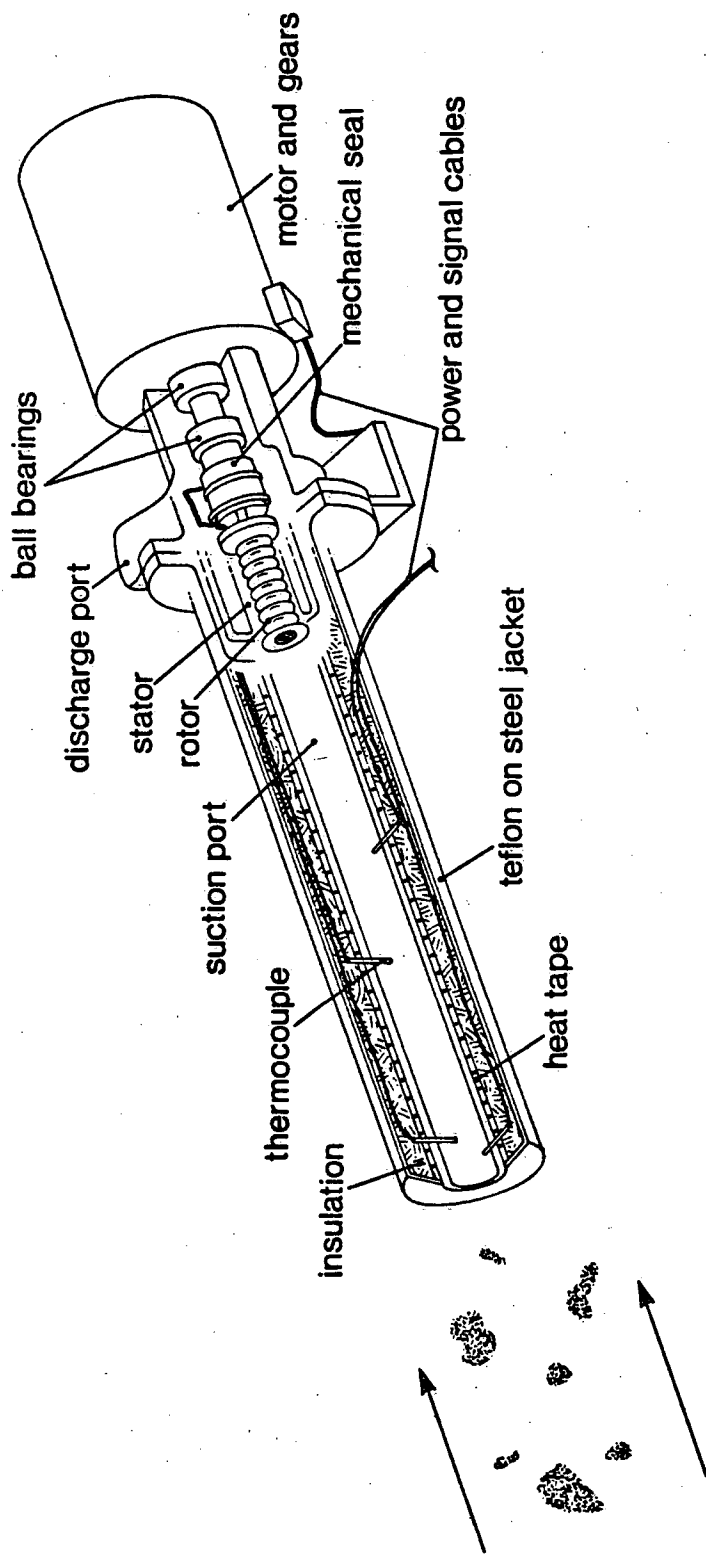 ball bearings
discharge port
stator
rotor
suction port
thermocouple
insulation
motor and gears
mechanical seal
power and signal cables
teflon on steel jacket
heat tape